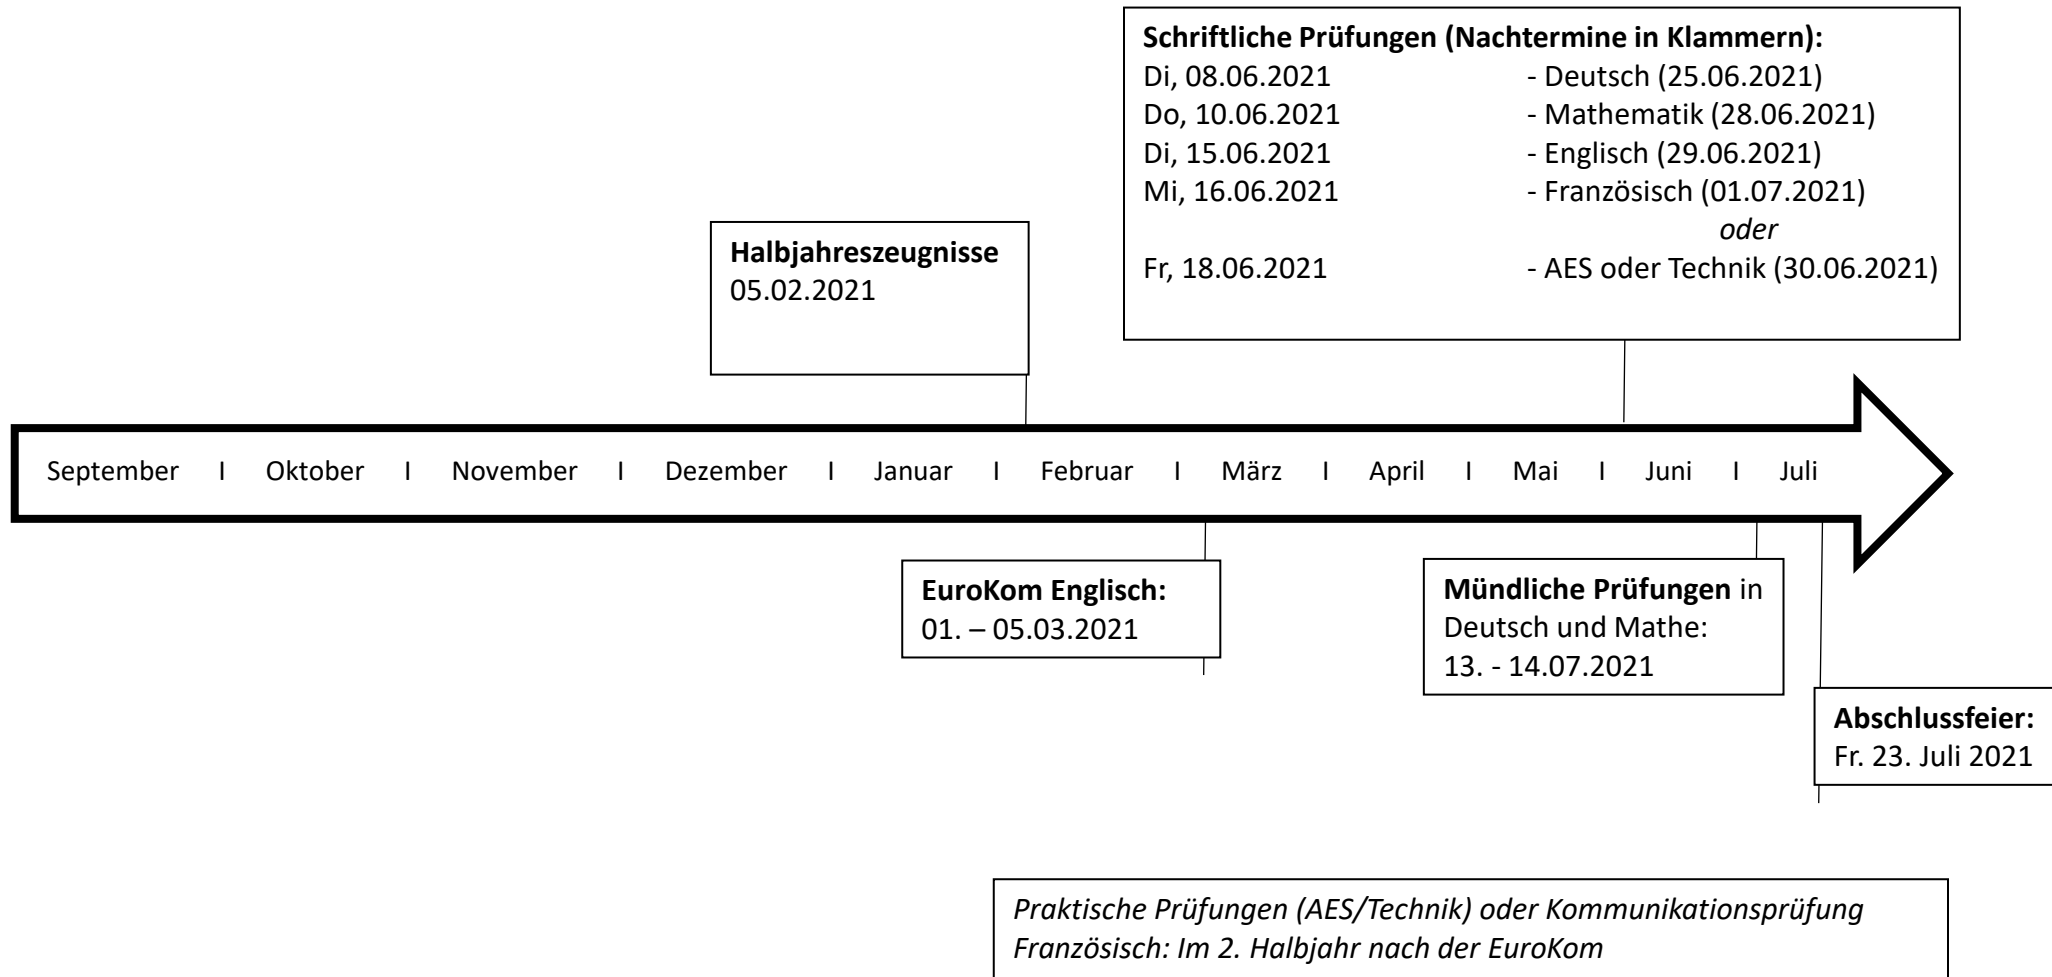 Schriftliche Prüfungen (Nachtermine in Klammern):
Di, 08.06.2021 - Deutsch (25.06.2021)
Do, 10.06.2021 - Mathematik (28.06.2021)
Di, 15.06.2021 - Englisch (29.06.2021)
Mi, 16.06.2021 - Französisch (01.07.2021)
oder
Fr, 18.06.2021 - AES oder Technik (30.06.2021)
Halbjahreszeugnisse
05.02.2021
September I Oktober I November I Dezember I Januar I Februar I März I April I Mai I Juni I Juli
EuroKom Englisch:
01. – 05.03.2021
Mündliche Prüfungen in
Deutsch und Mathe:
13. - 14.07.2021
Abschlussfeier:
Fr. 23. Juli 2021
Praktische Prüfungen (AES/Technik) oder Kommunikationsprüfung
Französisch: Im 2. Halbjahr nach der EuroKom